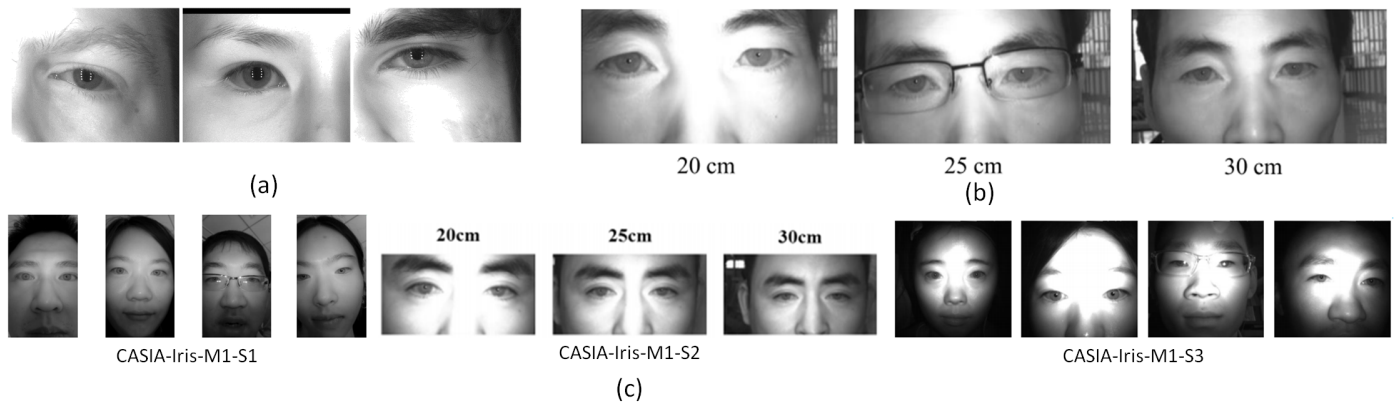 20 cm
25 cm
30 cm
(a)
(b)
20cm
25cm
30cm
CASIA-Iris-M1-S1
CASIA-Iris-M1-S2
CASIA-Iris-M1-S3
(c)